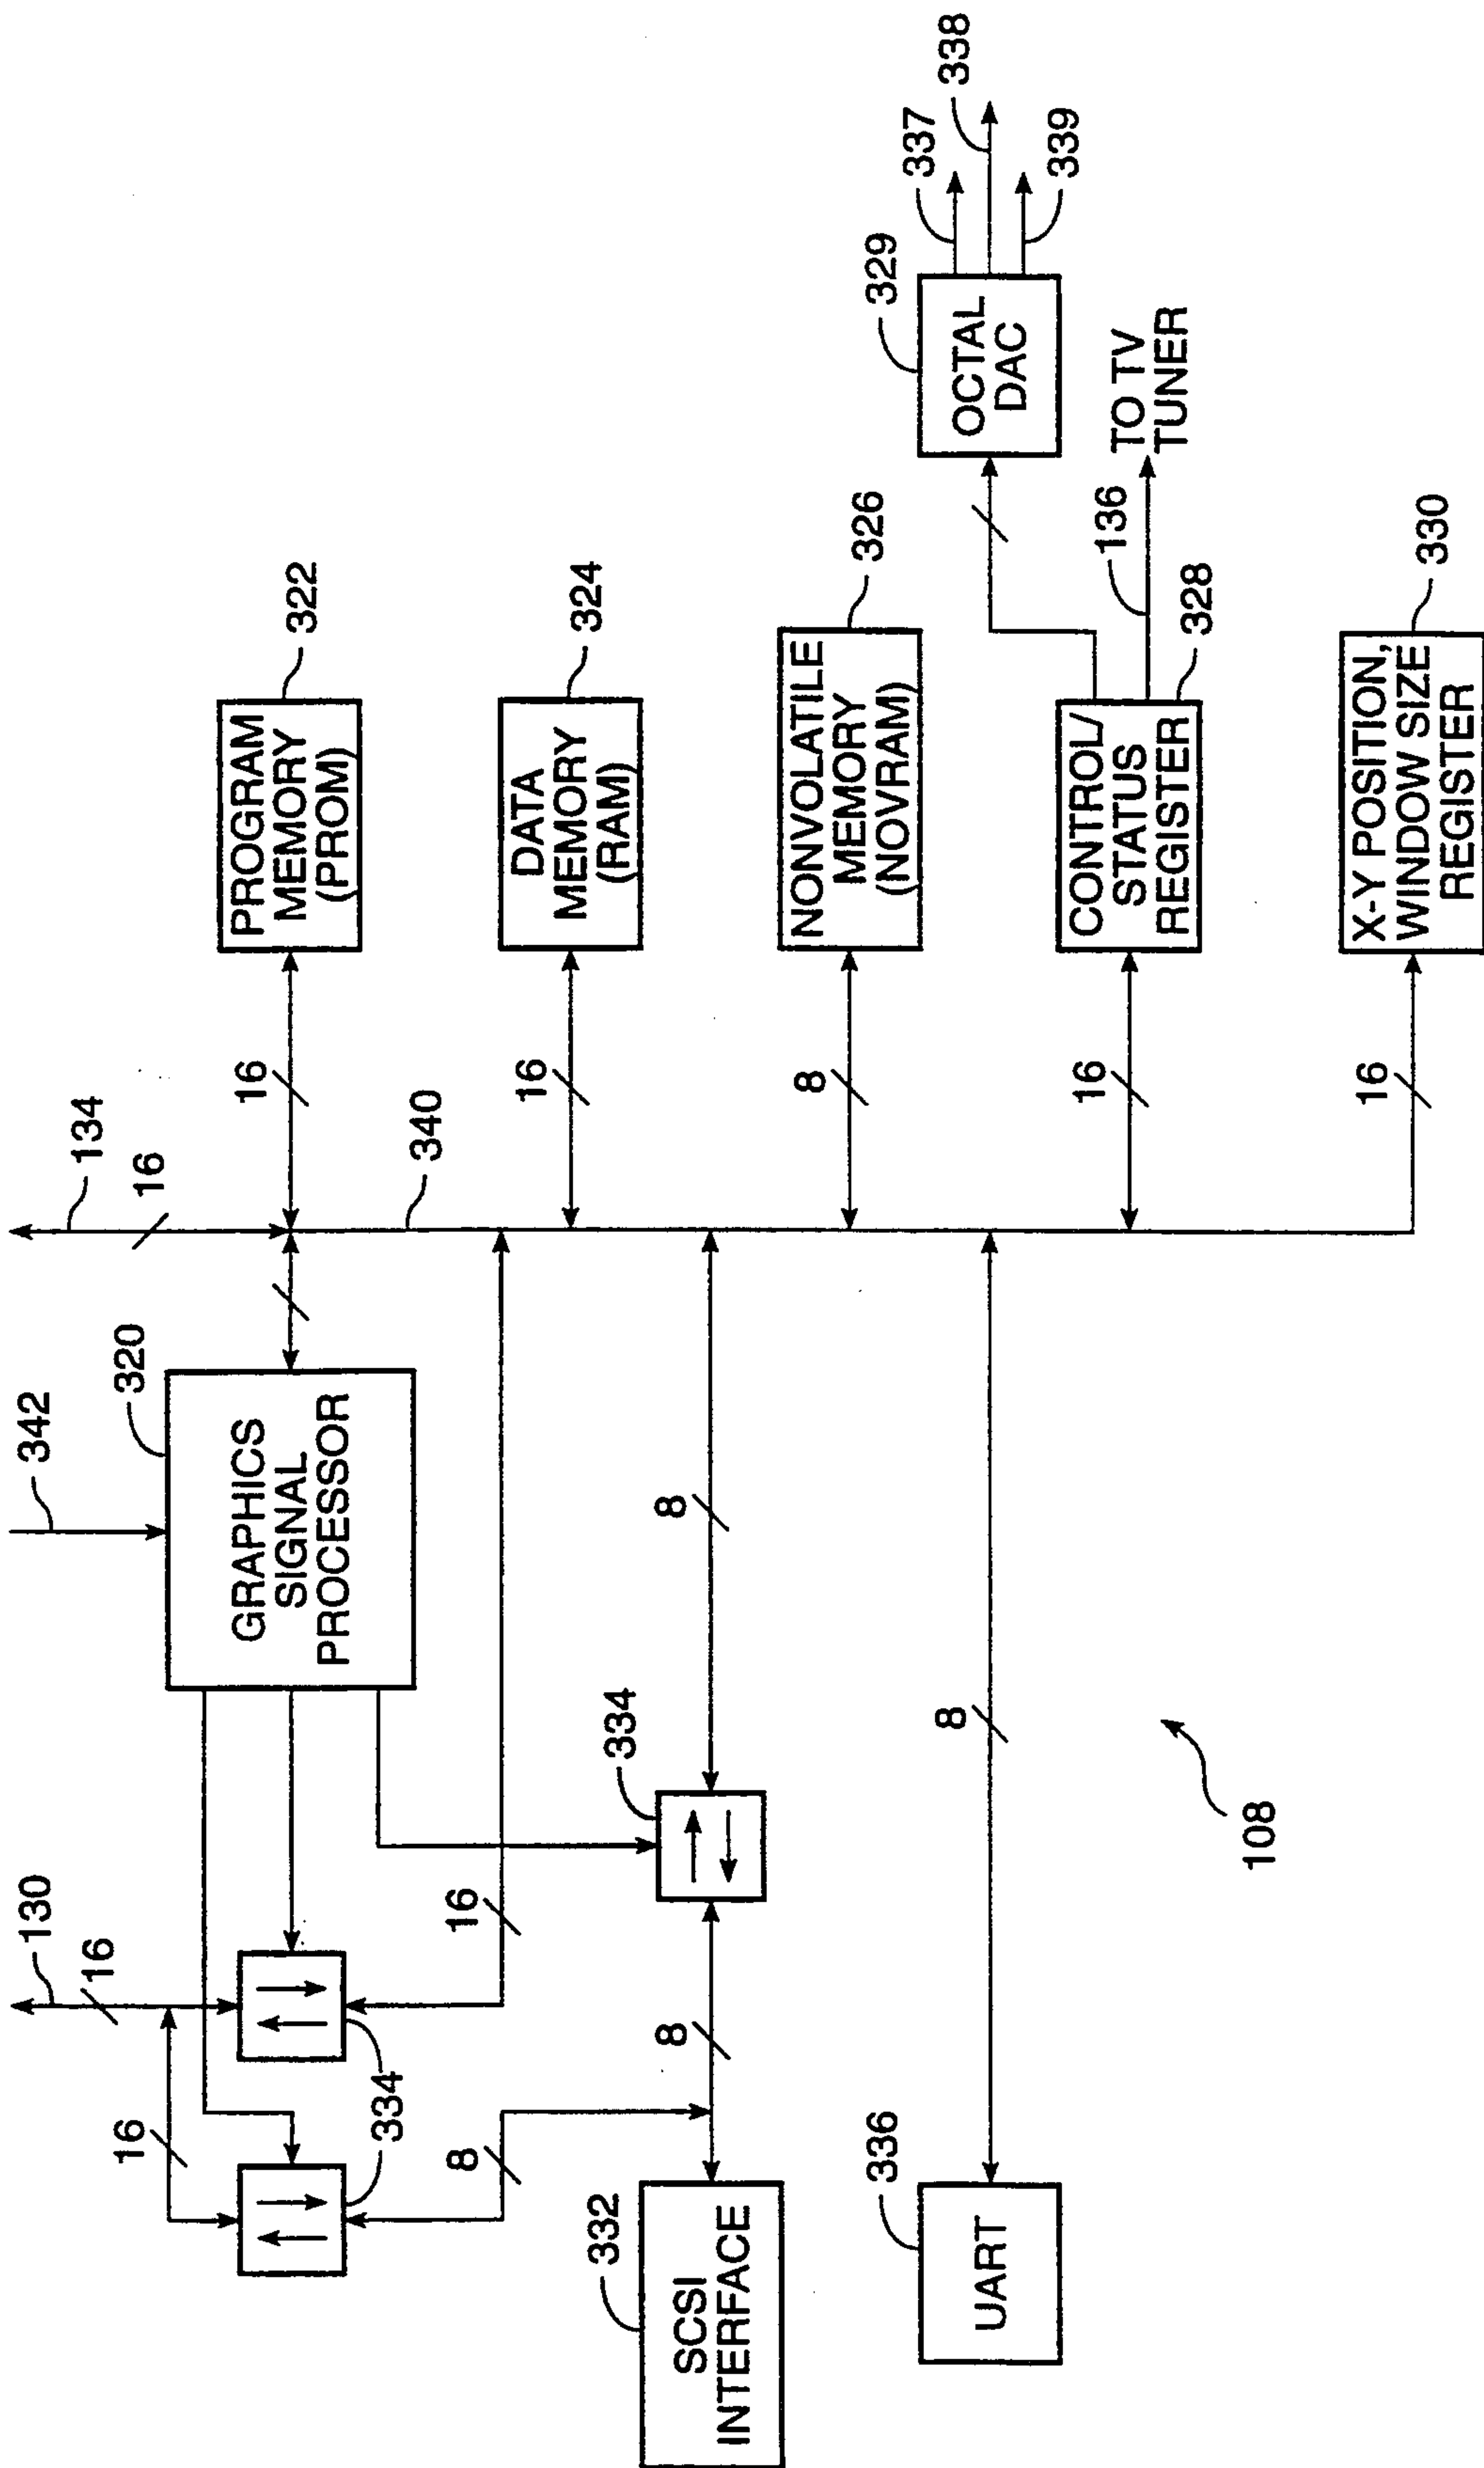 130
16
342
134
16
320
GRAPHICS
SIGNAL
PROCESSOR
16
334
16
PROGRAM
MEMORY
(PROM)
322
340
16
DATA
MEMORY
(RAM)
324
16
8
334
8
8
SCSI
INTERFACE
332
8
NONVOLATILE
MEMORY
(NOVRAM)
326
UART
336
8
16
CONTROL/
STATUS
REGISTER
328
OCTAL
DAC
329
337
338
339
136
TO TV
TUNER
16
X-Y POSITION,
WINDOW SIZE
REGISTER
330
108